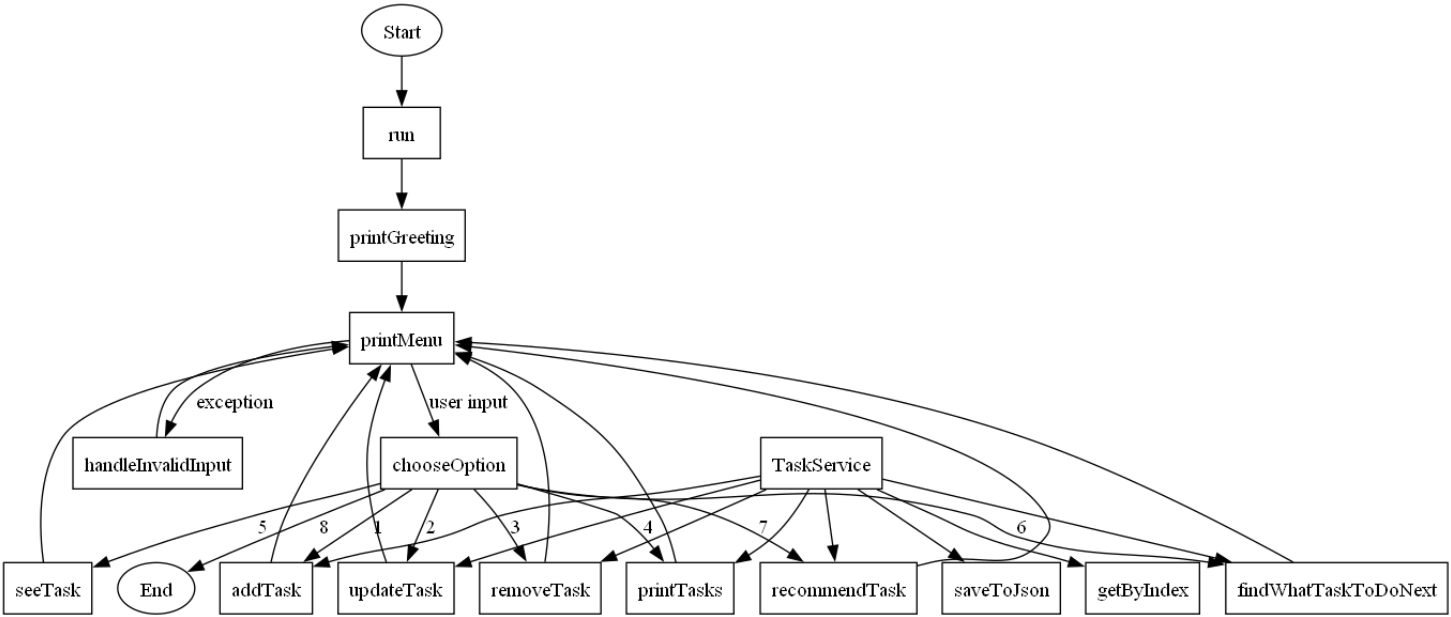 Start
run
printGreeting
printMenu
exception
user input
handleInvalidInput
chooseOption
TaskService
5
8
1
2
3
4
7
6
seeTask
End
addTask
updateTask
removeTask
printTasks
recommendTask
saveToJson
getByIndex
findWhatTaskToDoNext